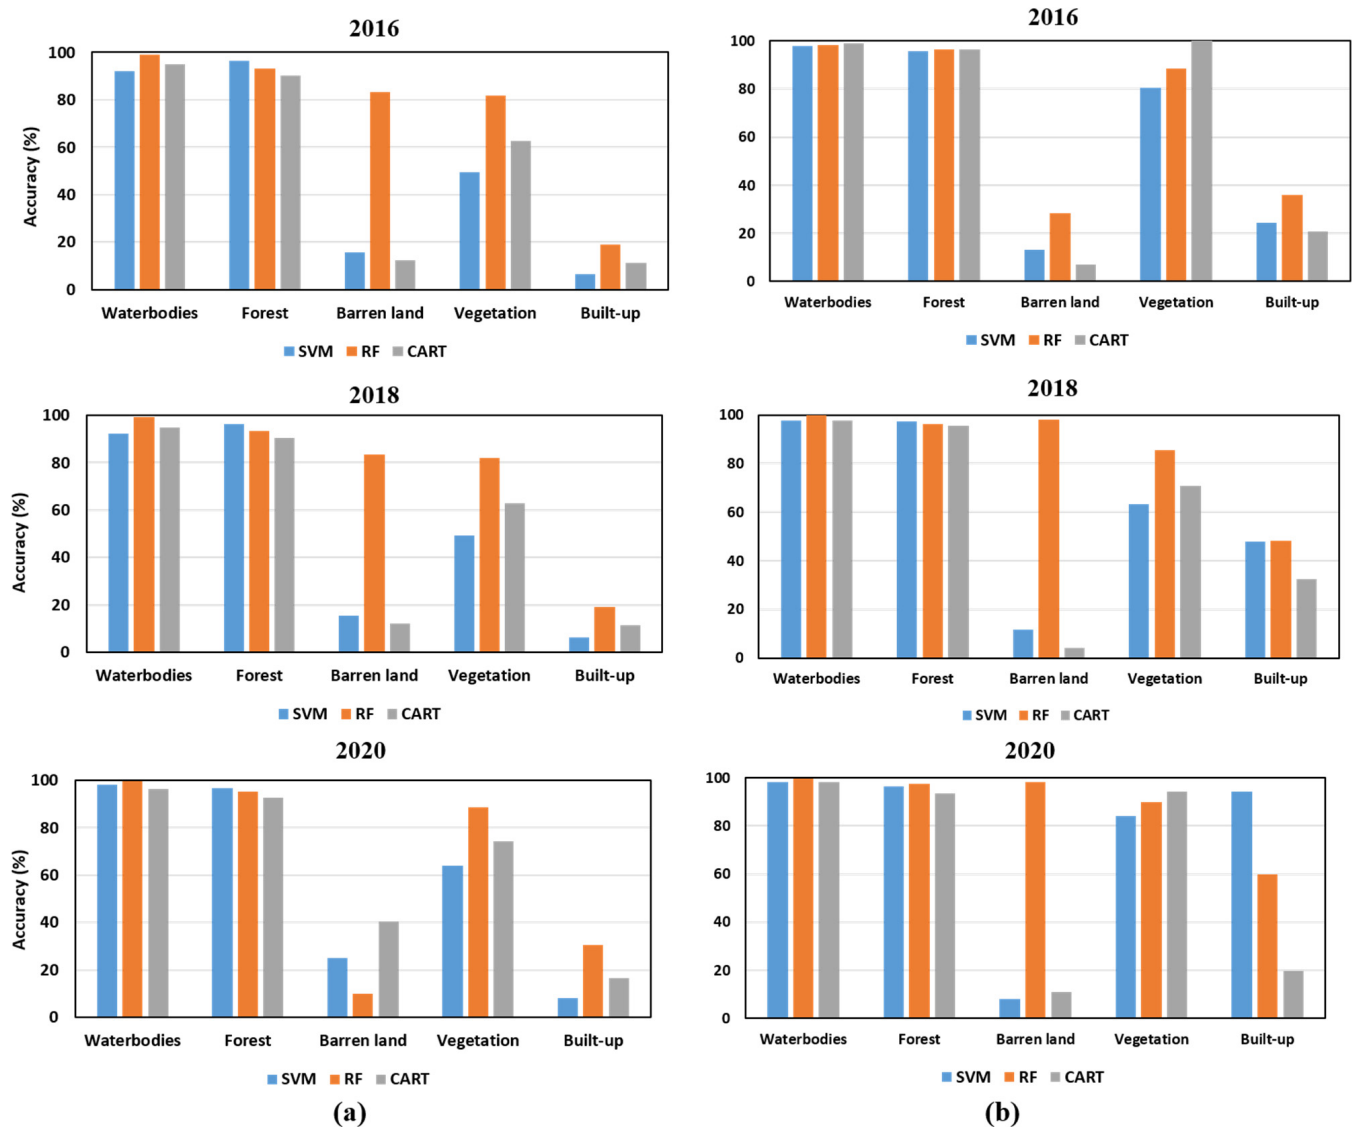 2016
Accuracy (%)
100
80
60
40
20
0
Waterbodies Forest Barren land Vegetation Built-up
SVM RF CART
2016
100
80
60
40
20
0
Waterbodies Forest Barren land Vegetation Built-up
SVM RF CART
2018
Accuracy (%)
100
80
60
40
20
0
Waterbodies Forest Barren land Vegetation Built-up
SVM RF CART
2018
100
80
60
40
20
0
Waterbodies Forest Barren land Vegetation Built-up
SVM RF CART
2020
Accuracy (%)
100
80
60
40
20
0
Waterbodies Forest Barren land Vegetation Built-up
SVM RF CART
2020
100
80
60
40
20
0
Waterbodies Forest Barren land Vegetation Built-up
SVM RF CART
(a)
(b)